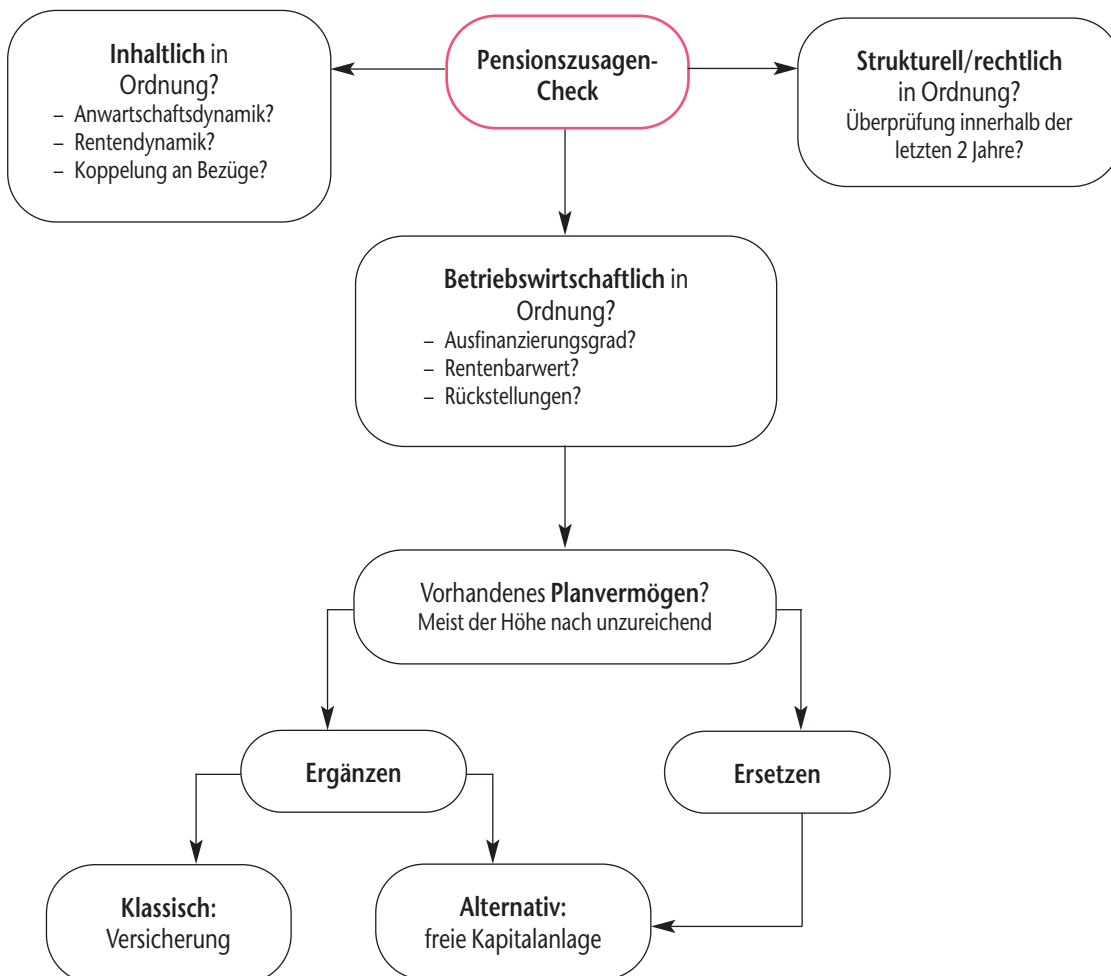 Inhaltlich in
Ordnung?
– Anwartschaftsdynamik?
– Rentendynamik?
– Koppelung an Bezüge?
Pensionszusagen-
Check
Strukturell/rechtlich
in Ordnung?
Überprüfung innerhalb der
letzten 2 Jahre?
Betriebswirtschaftlich in
Ordnung?
– Ausfinanzierungsgrad?
– Rentenbarwert?
– Rückstellungen?
Vorhandenes Planvermögen?
Meist der Höhe nach unzureichend
Ergänzen
Ersetzen
Klassisch:
Versicherung
Alternativ:
freie Kapitalanlage